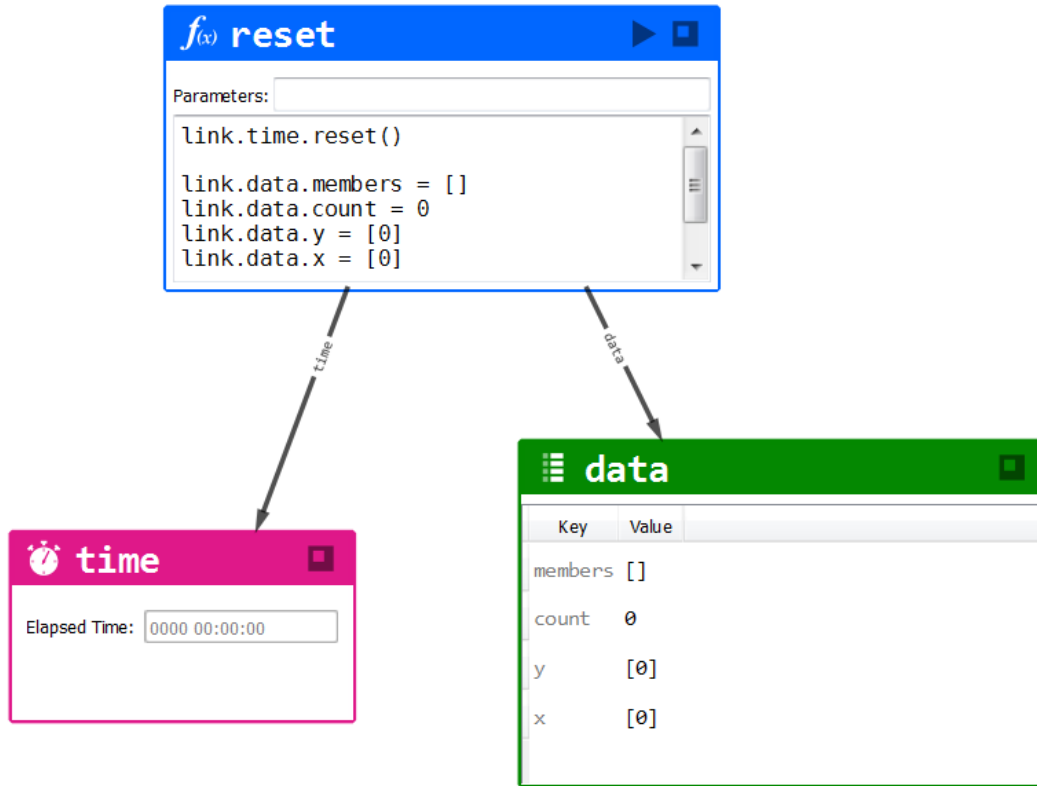 f(x) reset
Parameters:
link.time.reset()
link.data.members = []
link.data.count = 0
link.data.y = [0]
link.data.x = [0]
time
data
data
Key Value
members []
count 0
y [0]
x [0]
time
Elapsed Time: 0000 00:00:00